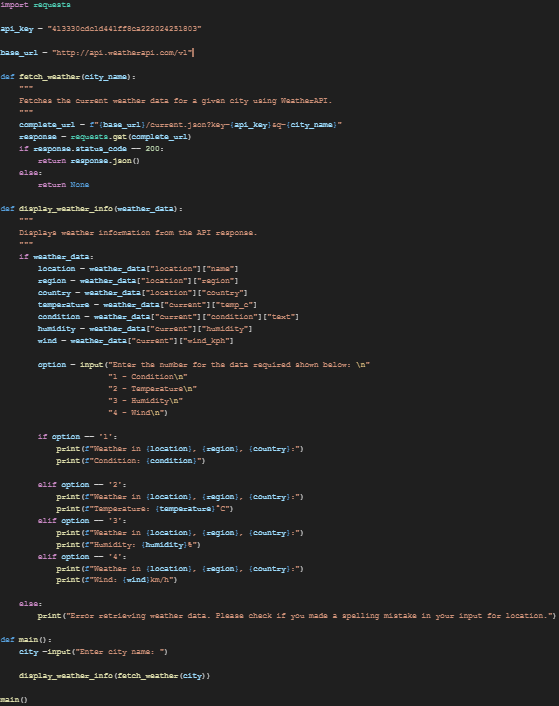 import requests

api_key = "413330cdc1d441ff8ca222024251803"

base_url = "http://api.weatherapi.com/v1"

def fetch_weather(city_name):
    """
    Fetches the current weather data for a given city using WeatherAPI.
    """
    complete_url = f"{base_url}/current.json?key={api_key}&q={city_name}"
    response = requests.get(complete_url)
    if response.status_code == 200:
        return response.json()
    else:
        return None

def display_weather_info(weather_data):
    """
    Displays weather information from the API response.
    """
    if weather_data:
        location = weather_data["location"]["name"]
        region = weather_data["location"]["region"]
        country = weather_data["location"]["country"]
        temperature = weather_data["current"]["temp_c"]
        condition = weather_data["current"]["condition"]["text"]
        humidity = weather_data["current"]["humidity"]
        wind = weather_data["current"]["wind_kph"]

        option = input("Enter the number for the data required shown below: \n"
                       "1 - Condition\n"
                       "2 - Temperature\n"
                       "3 - Humidity\n"
                       "4 - Wind\n")

        if option == '1':
            print(f"Weather in {location}, {region}, {country}:")
            print(f"Condition: {condition}")

        elif option == '2':
            print(f"Weather in {location}, {region}, {country}:")
            print(f"Temperature: {temperature}°C")
        elif option == '3':
            print(f"Weather in {location}, {region}, {country}:")
            print(f"Humidity: {humidity}%")
        elif option == '4':
            print(f"Weather in {location}, {region}, {country}:")
            print(f"Wind: {wind}km/h")

    else:
        print("Error retrieving weather data. Please check if you made a spelling mistake in your input for location.")

def main():
    city =input("Enter city name: ")

    display_weather_info(fetch_weather(city))

main()